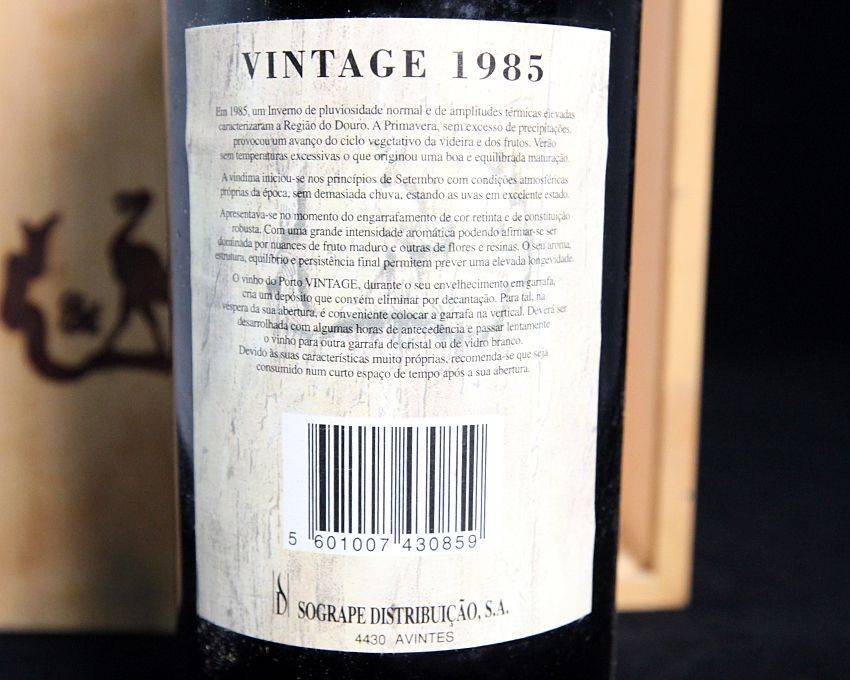 VINTAGE 1985
Em 1985, um Inverno de pluviosidade normal e de amplitudes térmicas elevadas
caracterizaram a Região do Douro. A Primavera, sem excesso de precipitações,
provocou um avanço do ciclo vegetativo da videira e dos frutos. Verão
sem temperaturas excessivas o que originou uma boa e equilibrada maturação.
A vindima iniciou-se nos princípios de Setembro com condições atmosféricas
próprias da época, sem demasiada chuva, estando as uvas em excelente estado.
Apresentava-se no momento do engarrafamento de cor retinta e de constituição
robusta. Com uma grande intensidade aromática podendo afirmar-se ser
dominada por nuances de fruto maduro e outras de flores e resinas. O seu aroma,
estrutura, equilíbrio e persistência final permitem prever uma elevada longevidade.
O vinho do Porto VINTAGE, durante o seu envelhecimento em garrafa,
cria um depósito que convém eliminar por decantação. Para tal, na
véspera da sua abertura, é conveniente colocar a garrafa na vertical. Deverá ser
desarrolhada com algumas horas de antecedência e passar lentamente
o vinho para outra garrafa de cristal ou de vidro branco.
Devido às suas características muito próprias, recomenda-se que seja
consumido num curto espaço de tempo após a sua abertura.
5 601007 430859
SOGRAPE DISTRIBUIÇÃO, S.A.
4430 AVINTES
&